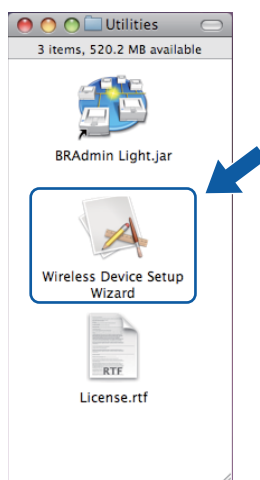 Utilities
3 items, 520.2 MB available
BRAdmin Light.jar
Wireless Device Setup
Wizard
RTF
License.rtf